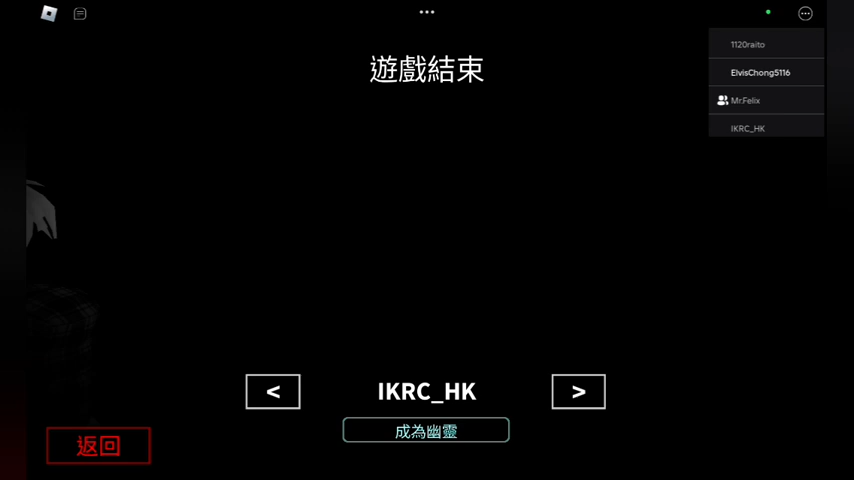 1120raito
遊戲結束
ElvisChong5116
Mr.Felix
IKRC_HK
< IKRC_HK >
成為幽靈
返回